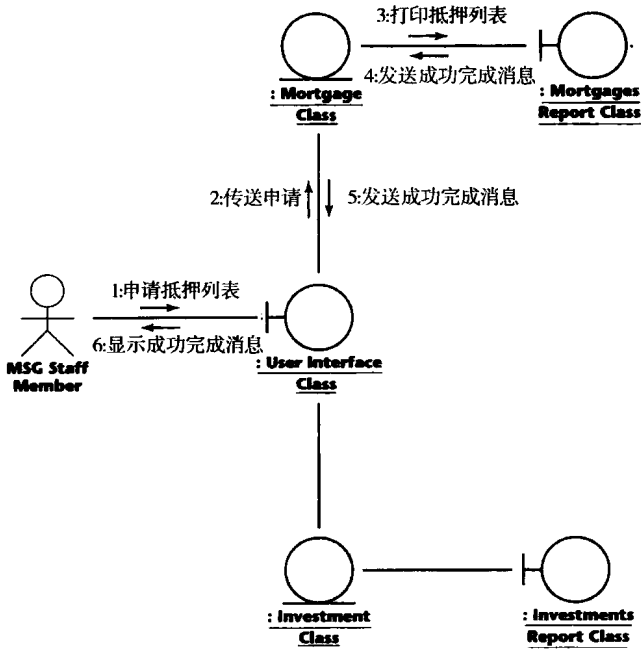 3:打印抵押列表
4:发送成功完成消息
: Mortgage
Class
: Mortgages
Report Class
2:传送申请
5:发送成功完成消息
1:申请抵押列表
6:显示成功完成消息
MSG Staff
Member
: User Interface
Class
: Investment
Class
: Investments
Report Class